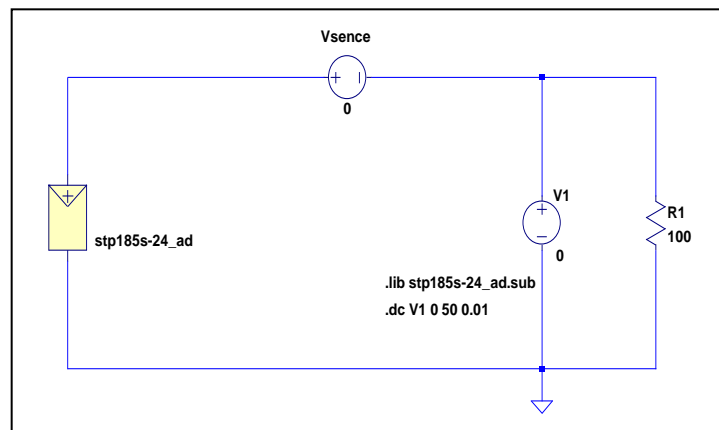 Vsence
0
V1
0
R1
100
stp185s-24_ad
.lib stp185s-24_ad.sub
.dc V1 0 50 0.01